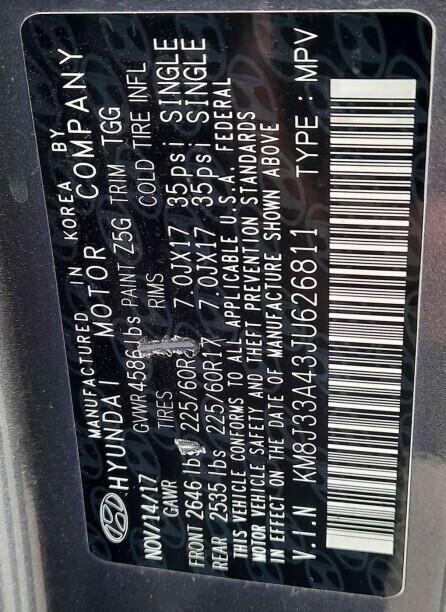 MANUFACTURED IN KOREA BY
HYUNDAI MOTOR COMPANY
NOV/14/17 GVWR 4586 lbs PAINT Z5G TRIM TGG
GAWR TIRES RIMS COLD TIRE INFL
FRONT 2646 lb 225/60R 7.0JX17 35psi SINGLE
REAR 2535 lbs 225/60R17 7.0JX17 35psi SINGLE
THIS VEHICLE CONFORMS TO ALL APPLICABLE U.S.A. FEDERAL
MOTOR VEHICLE SAFETY AND THEFT PREVENTION STANDARDS
IN EFFECT ON THE DATE OF MANUFACTURE SHOWN ABOVE
V.I.N KM8J33A43JU626811 TYPE : MPV